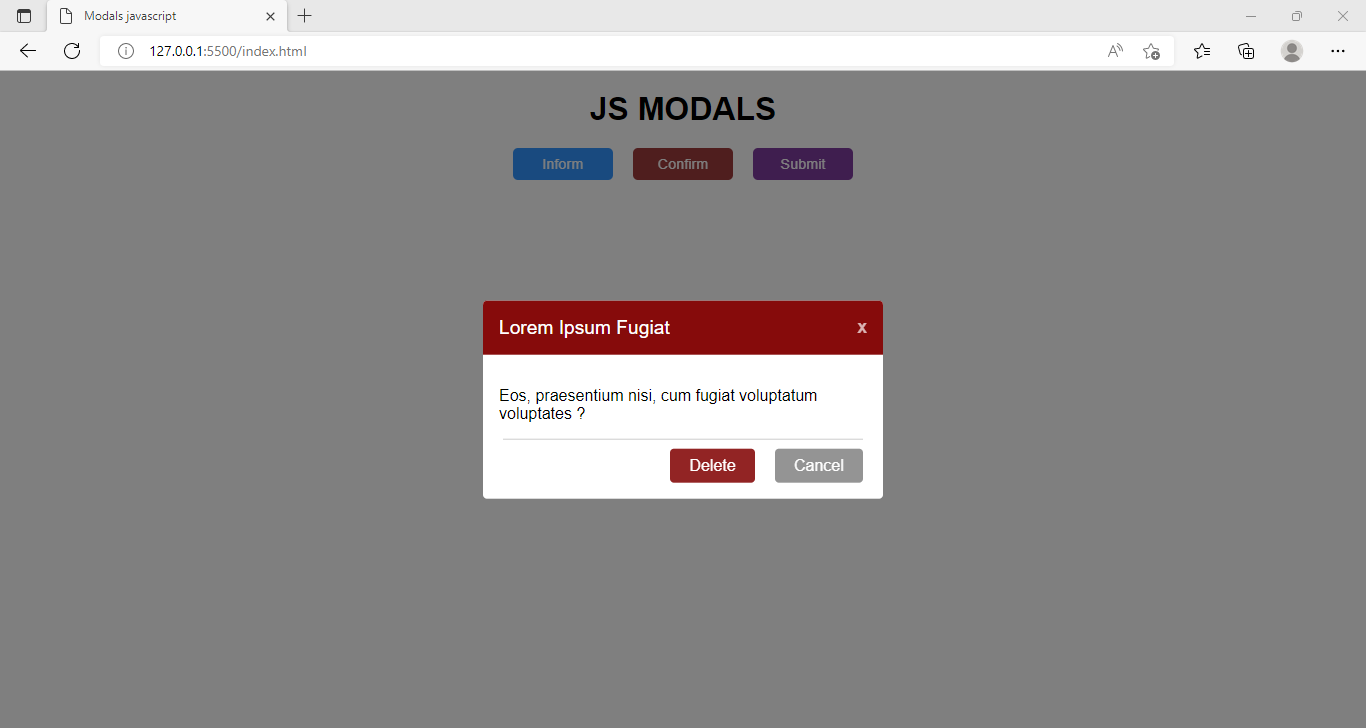 Modals javascript
127.0.0.1:5500/index.html
JS MODALS
Inform
Confirm
Submit
Lorem Ipsum Fugiat
x
Eos, praesentium nisi, cum fugiat voluptatum
voluptates ?
Delete
Cancel